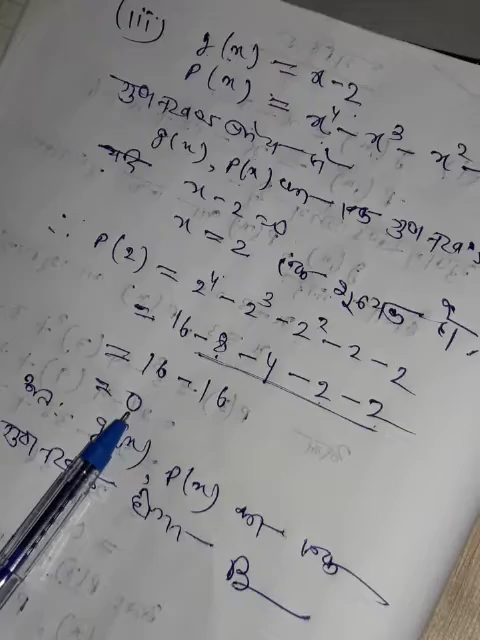 (iii)
g(x) = x - 2
P(x) = x⁴ - x³ - x² -
गुणनखण्ड प्रमेय से
यदि g(x), P(x) का एक गुणनखण्ड
x - 2 = 0
x = 2
∴ P(2) = 2⁴ - 2³ - 2² - 2 - 2
= 16 - 8 - 4 - 2 - 2
= 16 - 16
= 0
अतः g(x), P(x) का एक
गुणनखण्ड होगा